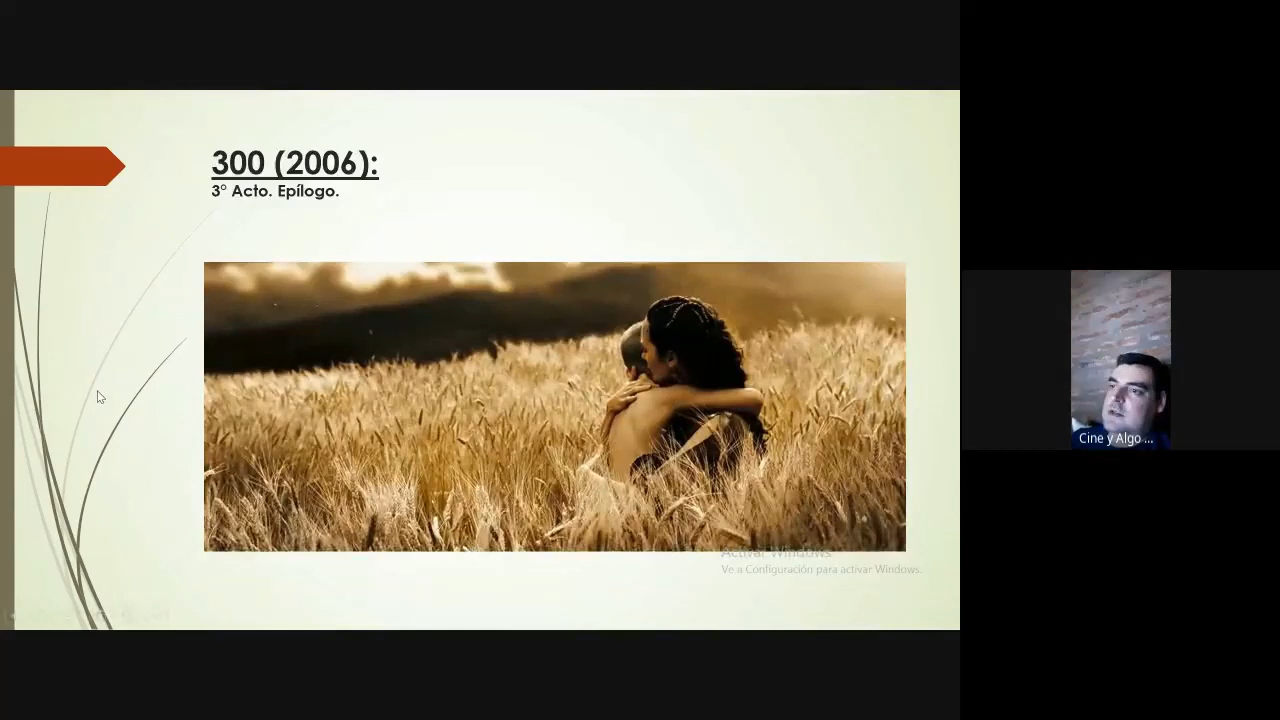 300 (2006):
3° Acto. Epílogo.
Activar Windows
Ve a Configuración para activar Windows.
Cine y Algo ...